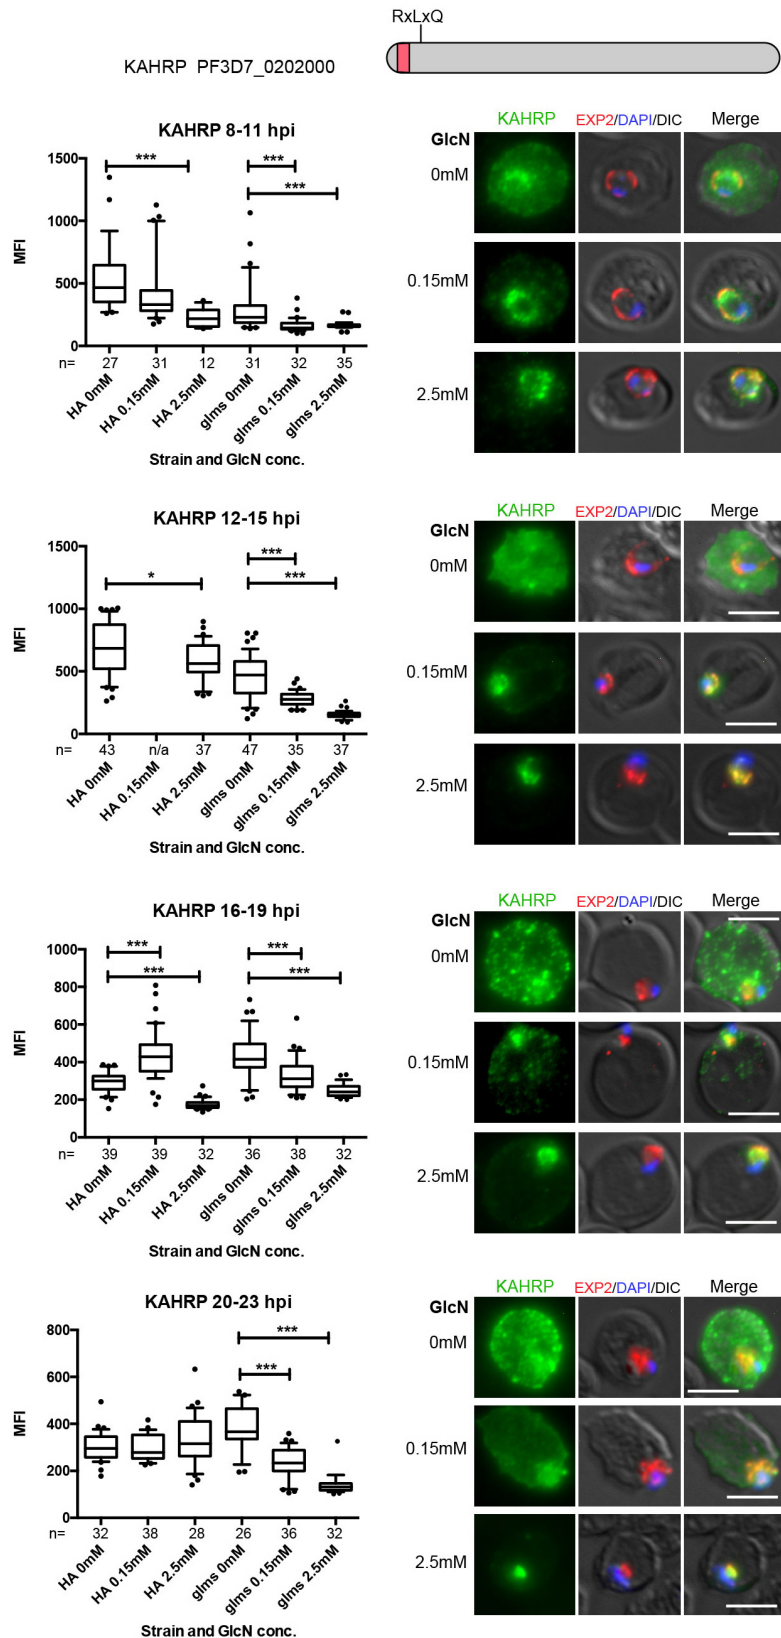 RxLxQ
KAHRP PF3D7_0202000
KAHRP 8-11 hpi
1500
1000
500
0
MFI
***
***
***
n= 27 31 12 31 32 35
HA 0mM
HA 0.15mM
HA 2.5mM
glms 0mM
glms 0.15mM
glms 2.5mM
Strain and GlcN conc.
KAHRP EXP2/DAPI/DIC Merge
GlcN
0mM
0.15mM
2.5mM
KAHRP 12-15 hpi
1500
1000
500
0
MFI
*
***
***
n= 43 n/a 37 47 35 37
HA 0mM
HA 0.15mM
HA 2.5mM
glms 0mM
glms 0.15mM
glms 2.5mM
Strain and GlcN conc.
KAHRP EXP2/DAPI/DIC Merge
GlcN
0mM
0.15mM
2.5mM
KAHRP 16-19 hpi
1000
800
600
400
200
0
MFI
***
***
***
***
n= 39 39 32 36 38 32
HA 0mM
HA 0.15mM
HA 2.5mM
glms 0mM
glms 0.15mM
glms 2.5mM
Strain and GlcN conc.
KAHRP EXP2/DAPI/DIC Merge
GlcN
0mM
0.15mM
2.5mM
KAHRP 20-23 hpi
800
600
400
200
0
MFI
***
***
n= 32 38 28 26 36 32
HA 0mM
HA 0.15mM
HA 2.5mM
glms 0mM
glms 0.15mM
glms 2.5mM
Strain and GlcN conc.
KAHRP EXP2/DAPI/DIC Merge
GlcN
0mM
0.15mM
2.5mM